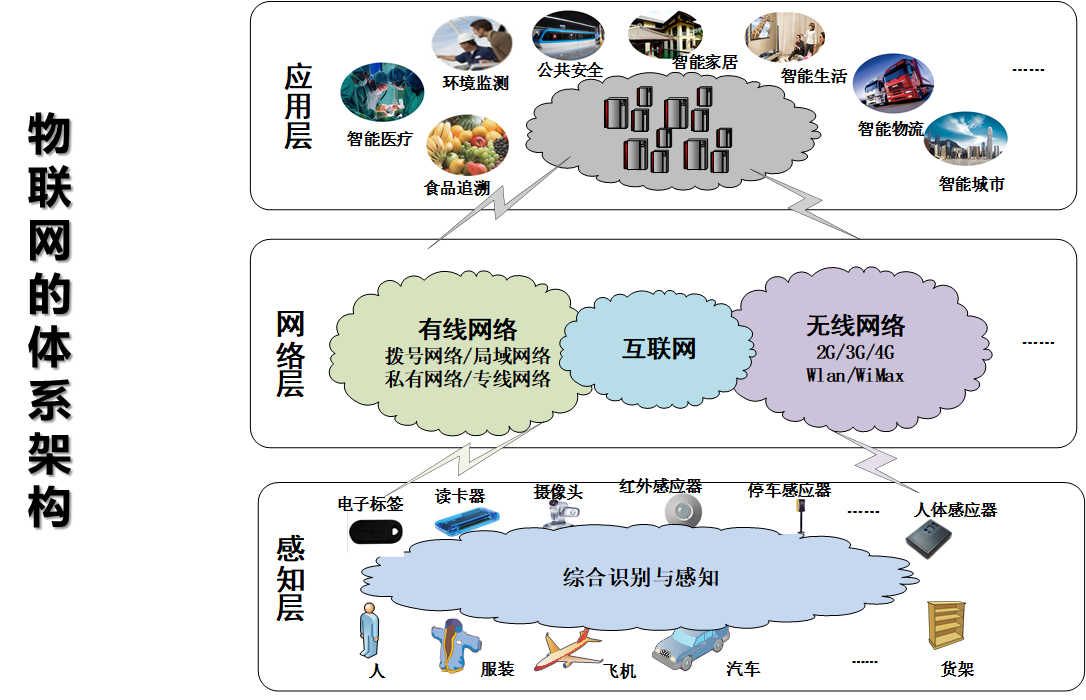 物联网的体系架构
应用层
环境监测
公共安全
智能家居
智能生活
......
智能医疗
智能物流
食品追溯
智能城市
网络层
有线网络
拨号网络/局域网络
私有网络/专线网络
互联网
无线网络
2G/3G/4G
Wlan/WiMax
......
感知层
电子标签
读卡器
摄像头
红外感应器
停车感应器
......
人体感应器
综合识别与感知
人
服装
飞机
汽车
......
货架